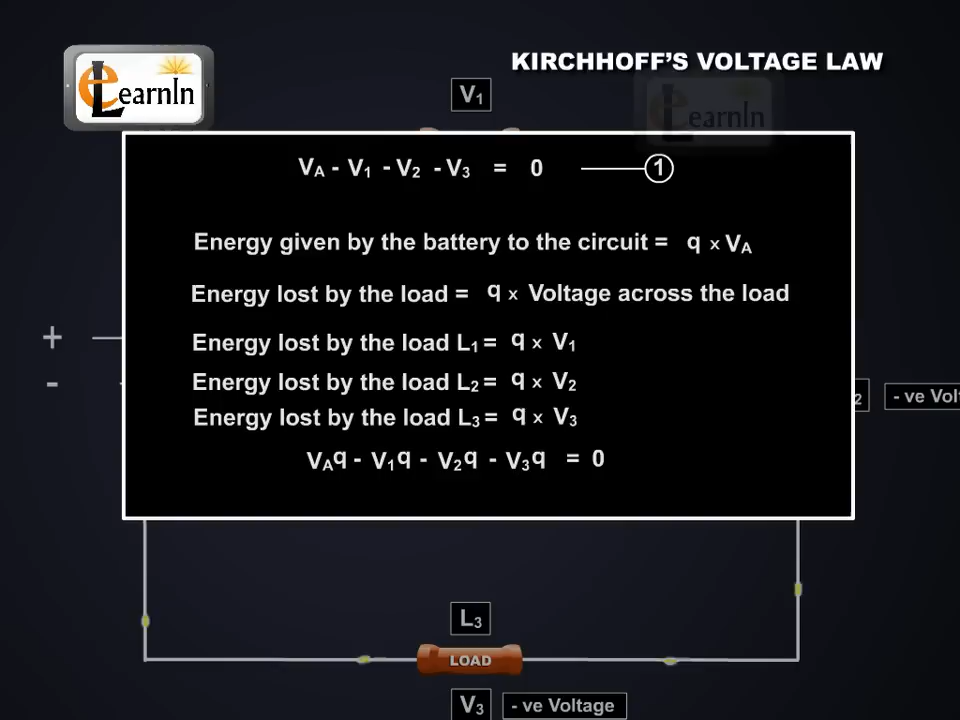 eLearnIn
KIRCHHOFF'S VOLTAGE LAW
V1
LearnIn
VA - V1 - V2 - V3 = 0 ——— ①
Energy given by the battery to the circuit = q × VA
Energy lost by the load = q × Voltage across the load
+
Energy lost by the load L1 = q × V1
-
Energy lost by the load L2 = q × V2
2
- ve Vol
Energy lost by the load L3 = q × V3
VAq - V1q - V2q - V3q = 0
L3
LOAD
V3
- ve Voltage